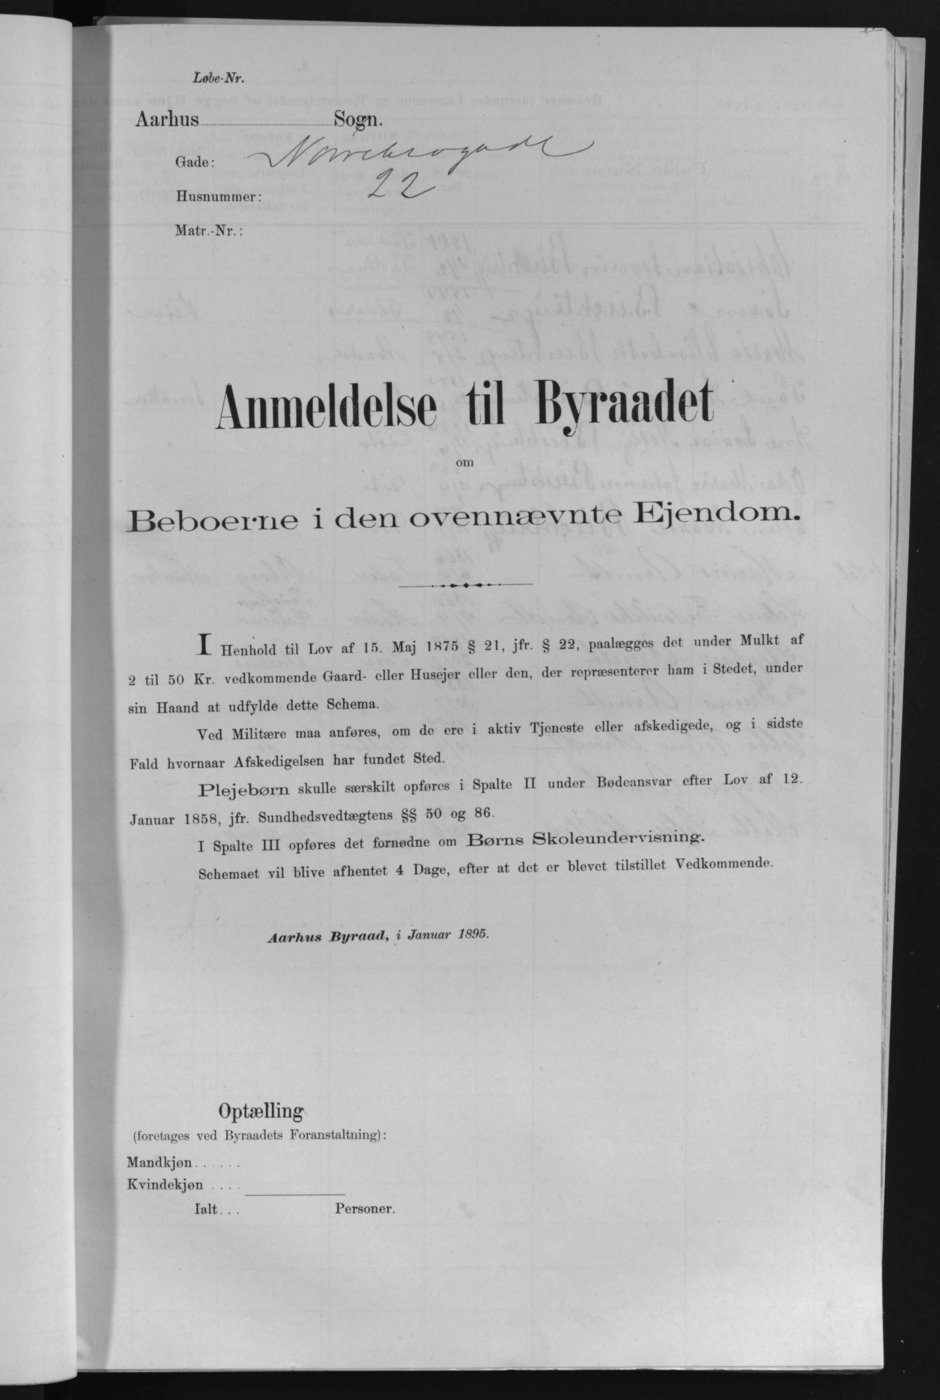 Løbe-Nr.
Aarhus Sogn.
Gade: Nørrebrogade
Husnummer: 22
Matr.-Nr.:
Anmeldelse til Byraadet
om
Beboerne i den ovennævnte Ejendom.
I Henhold til Lov af 15. Maj 1875 § 21, jfr. § 22, paalægges det under Mulkt af
2 til 50 Kr. vedkommende Gaard- eller Husejer eller den, der repræsenterer ham i Stedet, under
sin Haand at udfylde dette Schema.
Ved Militære maa anføres, om de ere i aktiv Tjeneste eller afskedigede, og i sidste
Fald hvornaar Afskedigelsen har fundet Sted.
Plejebørn skulle særskilt opføres i Spalte II under Bødeansvar efter Lov af 12.
Januar 1858, jfr. Sundhedsvedtægtens §§ 50 og 86.
I Spalte III opføres det fornødne om Børns Skoleundervisning.
Schemaet vil blive afhentet 4 Dage, efter at det er blevet tilstillet Vedkommende.
Aarhus Byraad, i Januar 1895.
Optælling
(foretages ved Byraadets Foranstaltning):
Mandkjøn......
Kvindekjøn....
Ialt... Personer.